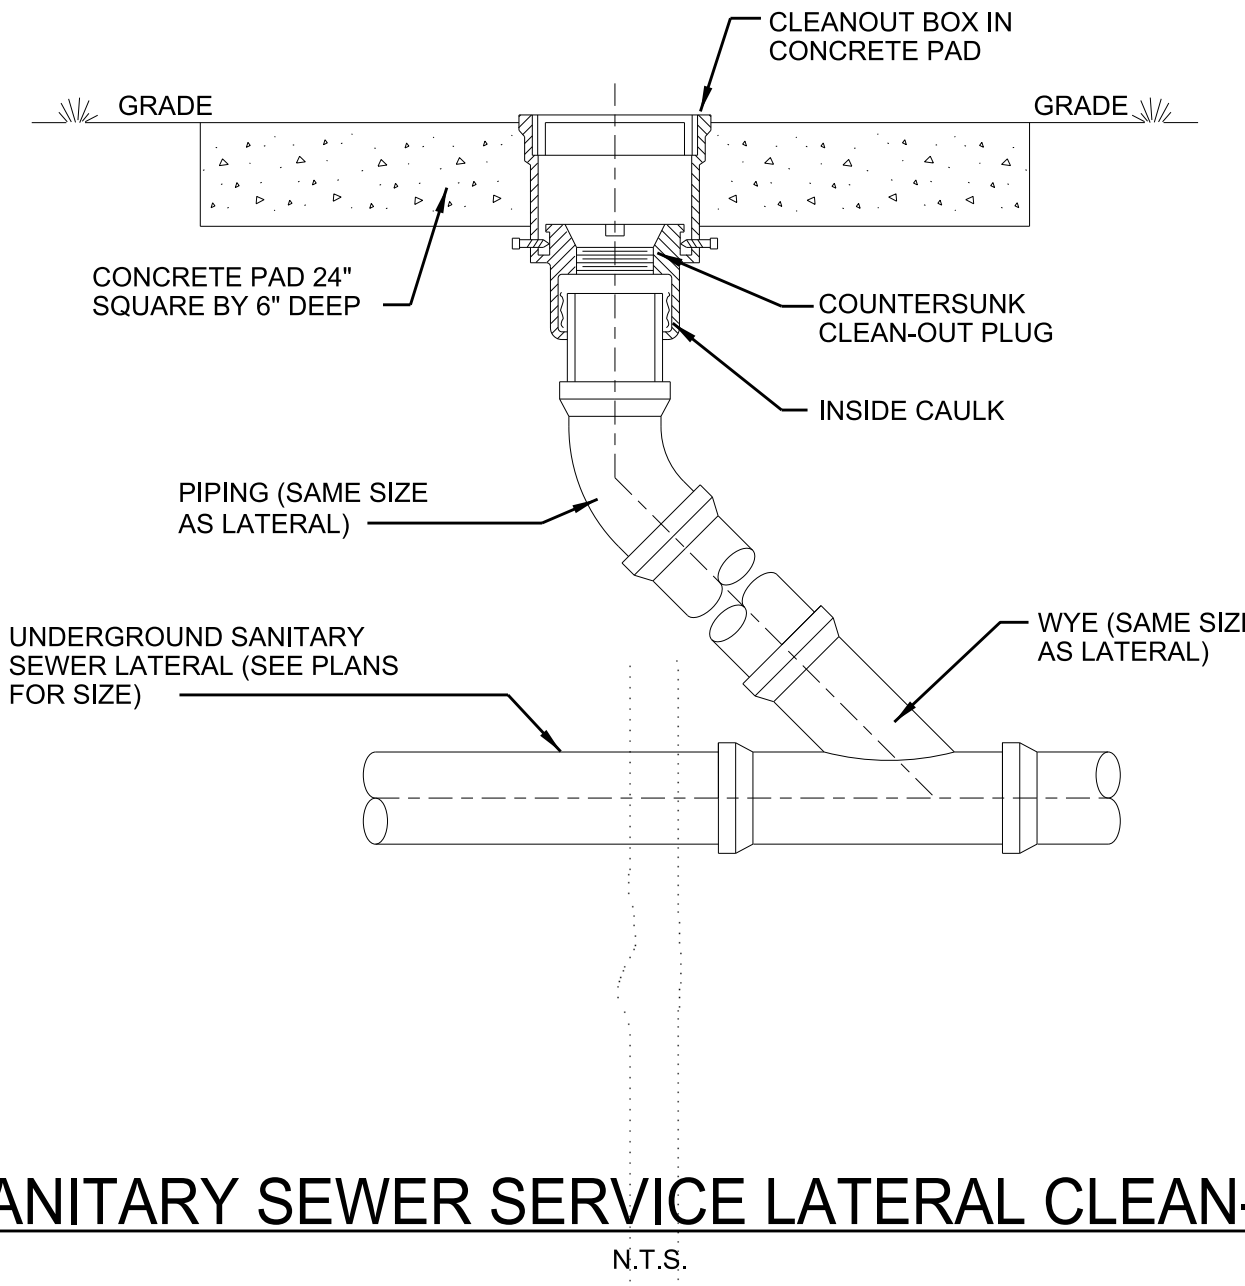 CLEANOUT BOX IN
CONCRETE PAD
GRADE
GRADE
CONCRETE PAD 24"
SQUARE BY 6" DEEP
COUNTERSUNK
CLEAN-OUT PLUG
INSIDE CAULK
PIPING (SAME SIZE
AS LATERAL)
UNDERGROUND SANITARY
SEWER LATERAL (SEE PLANS
FOR SIZE)
WYE (SAME SIZE
AS LATERAL)
ANITARY SEWER SERVICE LATERAL CLEAN-
N.T.S.